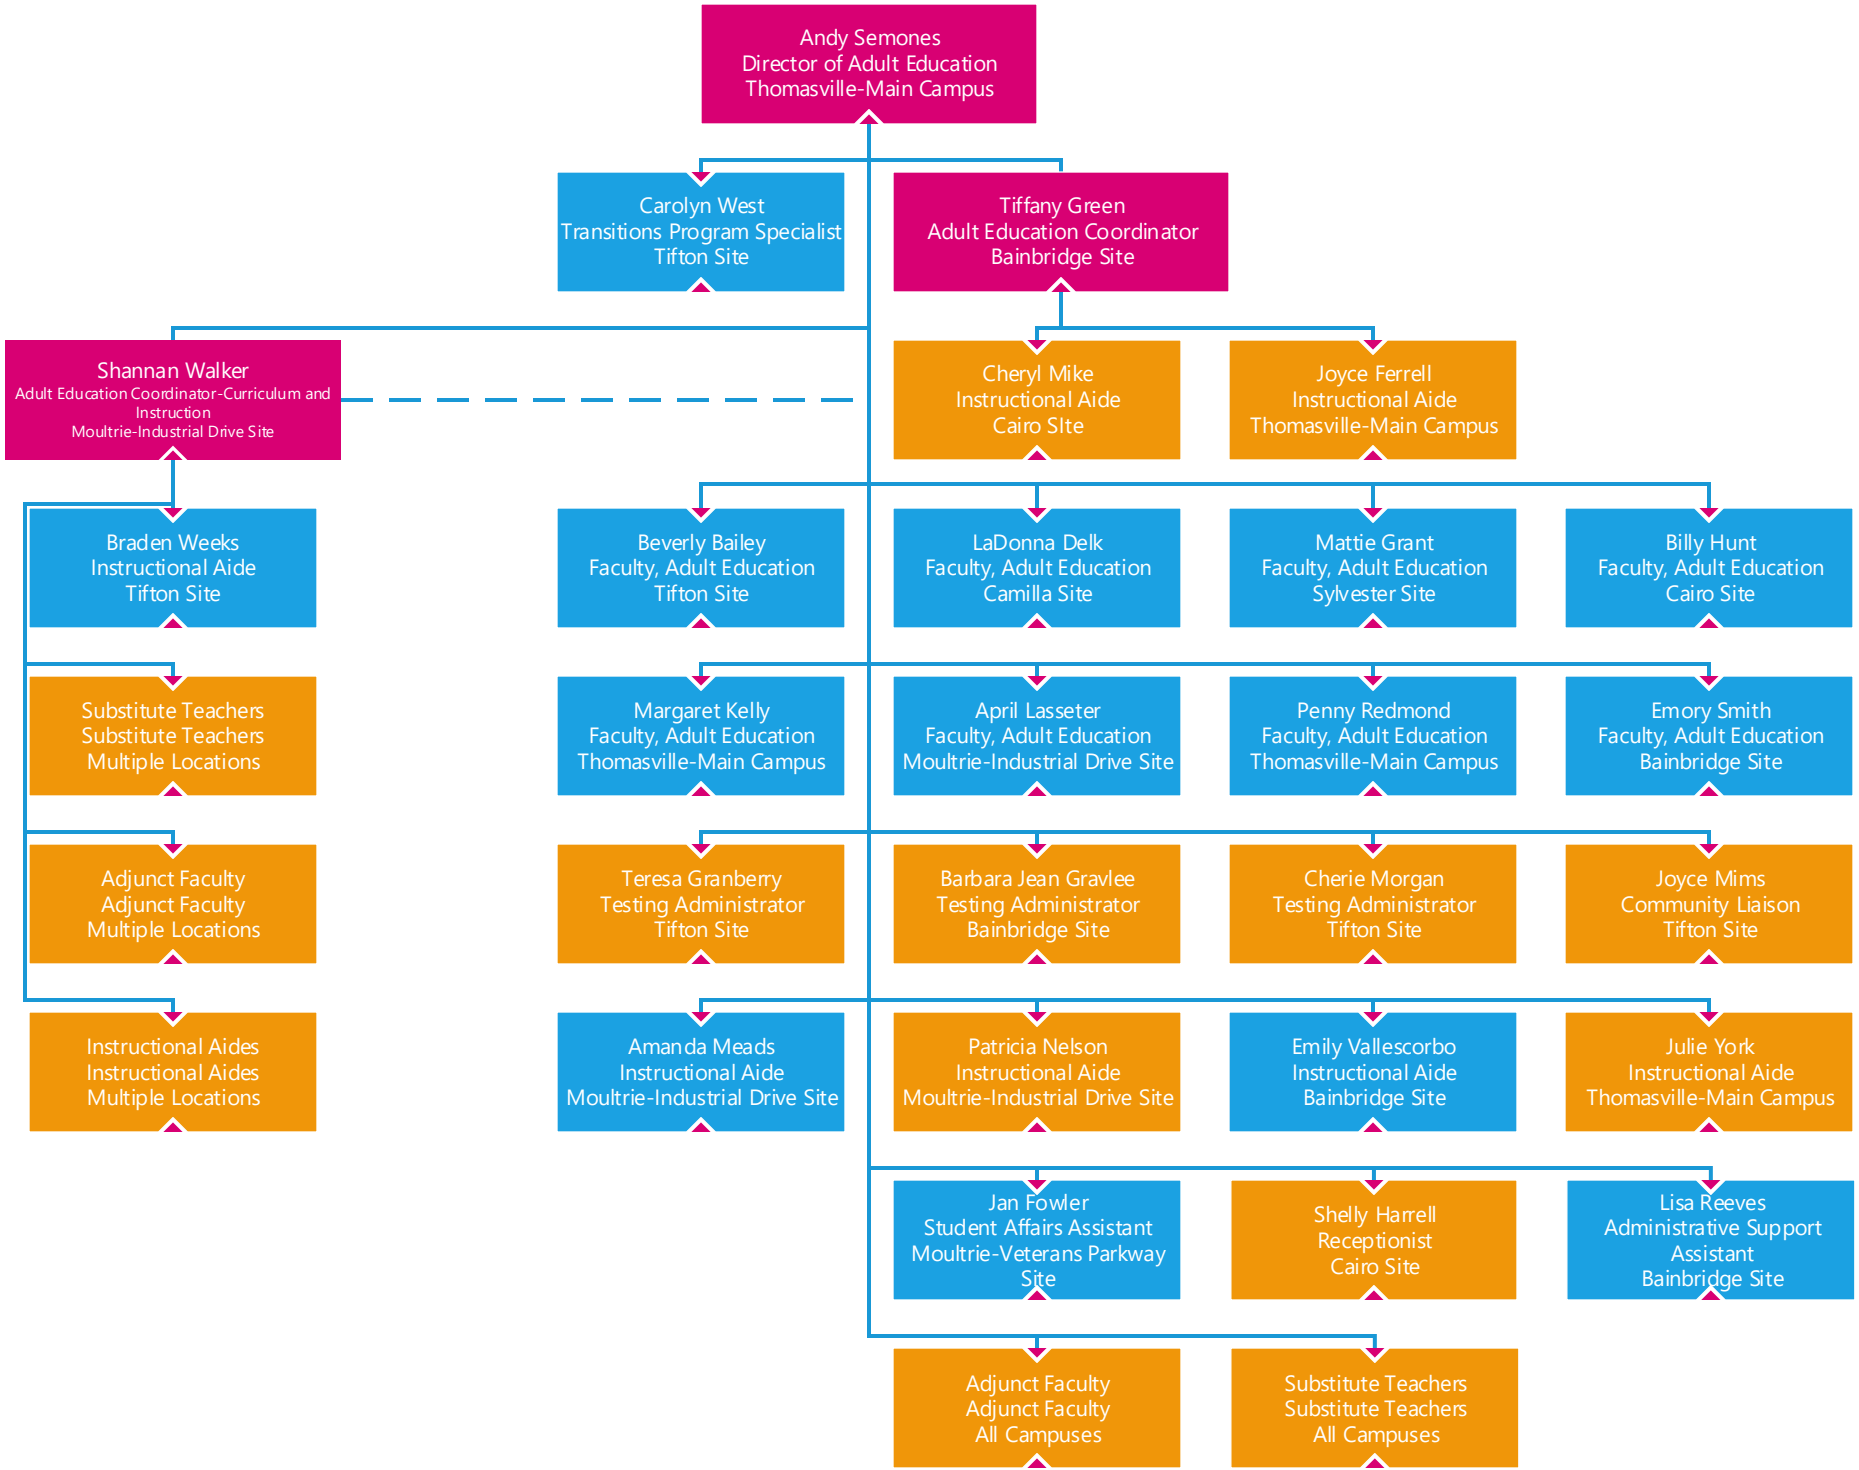 Andy Semones
Director of Adult Education
Thomasville-Main Campus
Carolyn West
Transitions Program Specialist
Tifton Site
Tiffany Green
Adult Education Coordinator
Bainbridge Site
Shannan Walker
Adult Education Coordinator-Curriculum and
Instruction
Moultrie-Industrial Drive Site
Cheryl Mike
Instructional Aide
Cairo SIte
Joyce Ferrell
Instructional Aide
Thomasville-Main Campus
Braden Weeks
Instructional Aide
Tifton Site
Beverly Bailey
Faculty, Adult Education
Tifton Site
LaDonna Delk
Faculty, Adult Education
Camilla Site
Mattie Grant
Faculty, Adult Education
Sylvester Site
Billy Hunt
Faculty, Adult Education
Cairo Site
Substitute Teachers
Substitute Teachers
Multiple Locations
Margaret Kelly
Faculty, Adult Education
Thomasville-Main Campus
April Lasseter
Faculty, Adult Education
Moultrie-Industrial Drive Site
Penny Redmond
Faculty, Adult Education
Thomasville-Main Campus
Emory Smith
Faculty, Adult Education
Bainbridge Site
Adjunct Faculty
Adjunct Faculty
Multiple Locations
Teresa Granberry
Testing Administrator
Tifton Site
Barbara Jean Gravlee
Testing Administrator
Bainbridge Site
Cherie Morgan
Testing Administrator
Tifton Site
Joyce Mims
Community Liaison
Tifton Site
Instructional Aides
Instructional Aides
Multiple Locations
Amanda Meads
Instructional Aide
Moultrie-Industrial Drive Site
Patricia Nelson
Instructional Aide
Moultrie-Industrial Drive Site
Emily Vallescorbo
Instructional Aide
Bainbridge Site
Julie York
Instructional Aide
Thomasville-Main Campus
Jan Fowler
Student Affairs Assistant
Moultrie-Veterans Parkway
Site
Shelly Harrell
Receptionist
Cairo Site
Lisa Reeves
Administrative Support
Assistant
Bainbridge Site
Adjunct Faculty
Adjunct Faculty
All Campuses
Substitute Teachers
Substitute Teachers
All Campuses